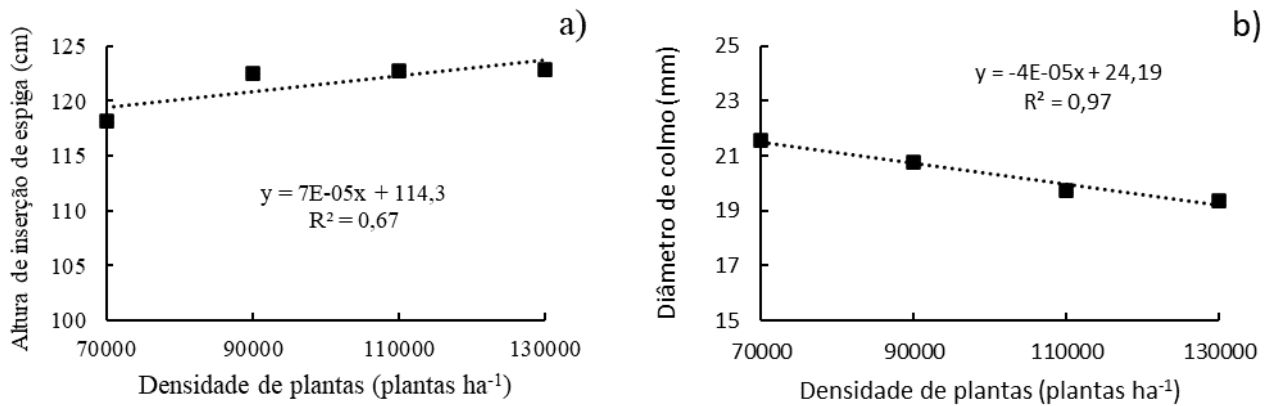 a)
Altura de inserção de espiga (cm)
125
120
115
110
105
100
y = 7E-05x + 114,3
R² = 0,67
70000 90000 110000 130000
Densidade de plantas (plantas ha⁻¹)
b)
Diâmetro de colmo (mm)
25
23
21
19
17
15
y = -4E-05x + 24,19
R² = 0,97
70000 90000 110000 130000
Densidade de plantas (plantas ha⁻¹)